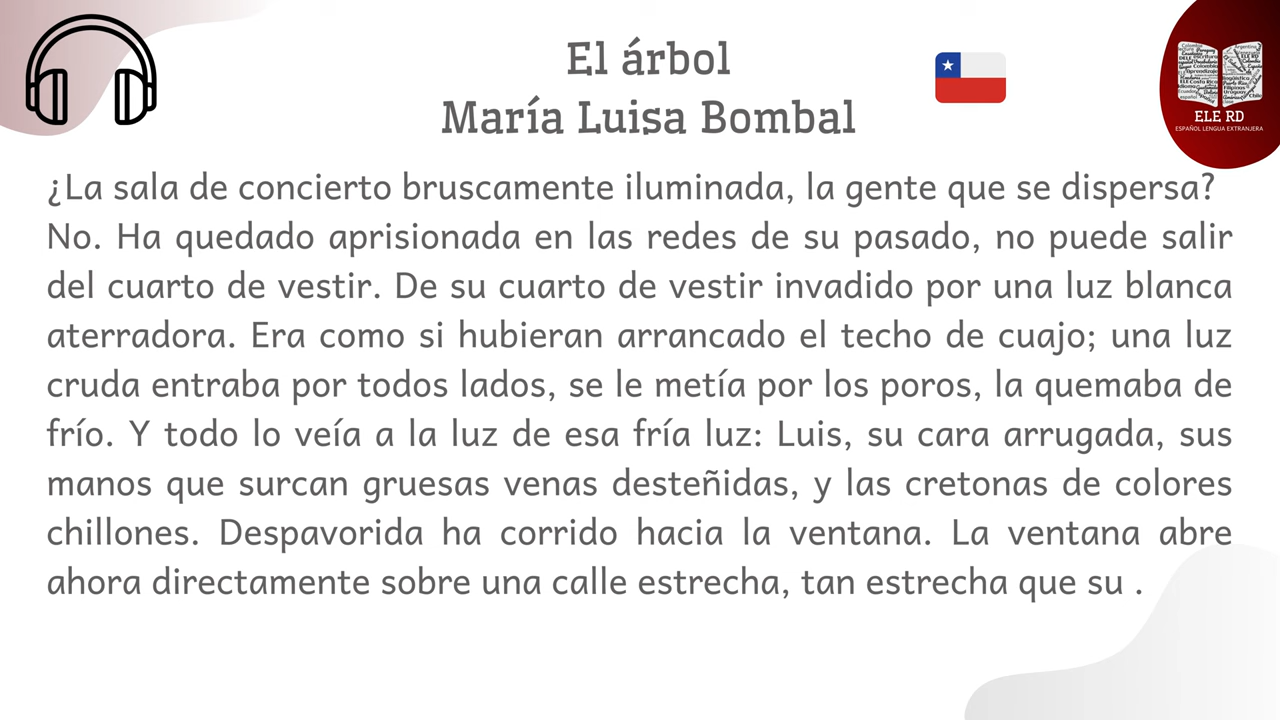 El árbol
María Luisa Bombal
ELE RD
ESPAÑOL LENGUA EXTRANJERA
¿La sala de concierto bruscamente iluminada, la gente que se dispersa?
No. Ha quedado aprisionada en las redes de su pasado, no puede salir
del cuarto de vestir. De su cuarto de vestir invadido por una luz blanca
aterradora. Era como si hubieran arrancado el techo de cuajo; una luz
cruda entraba por todos lados, se le metía por los poros, la quemaba de
frío. Y todo lo veía a la luz de esa fría luz: Luis, su cara arrugada, sus
manos que surcan gruesas venas desteñidas, y las cretonas de colores
chillones. Despavorida ha corrido hacia la ventana. La ventana abre
ahora directamente sobre una calle estrecha, tan estrecha que su .